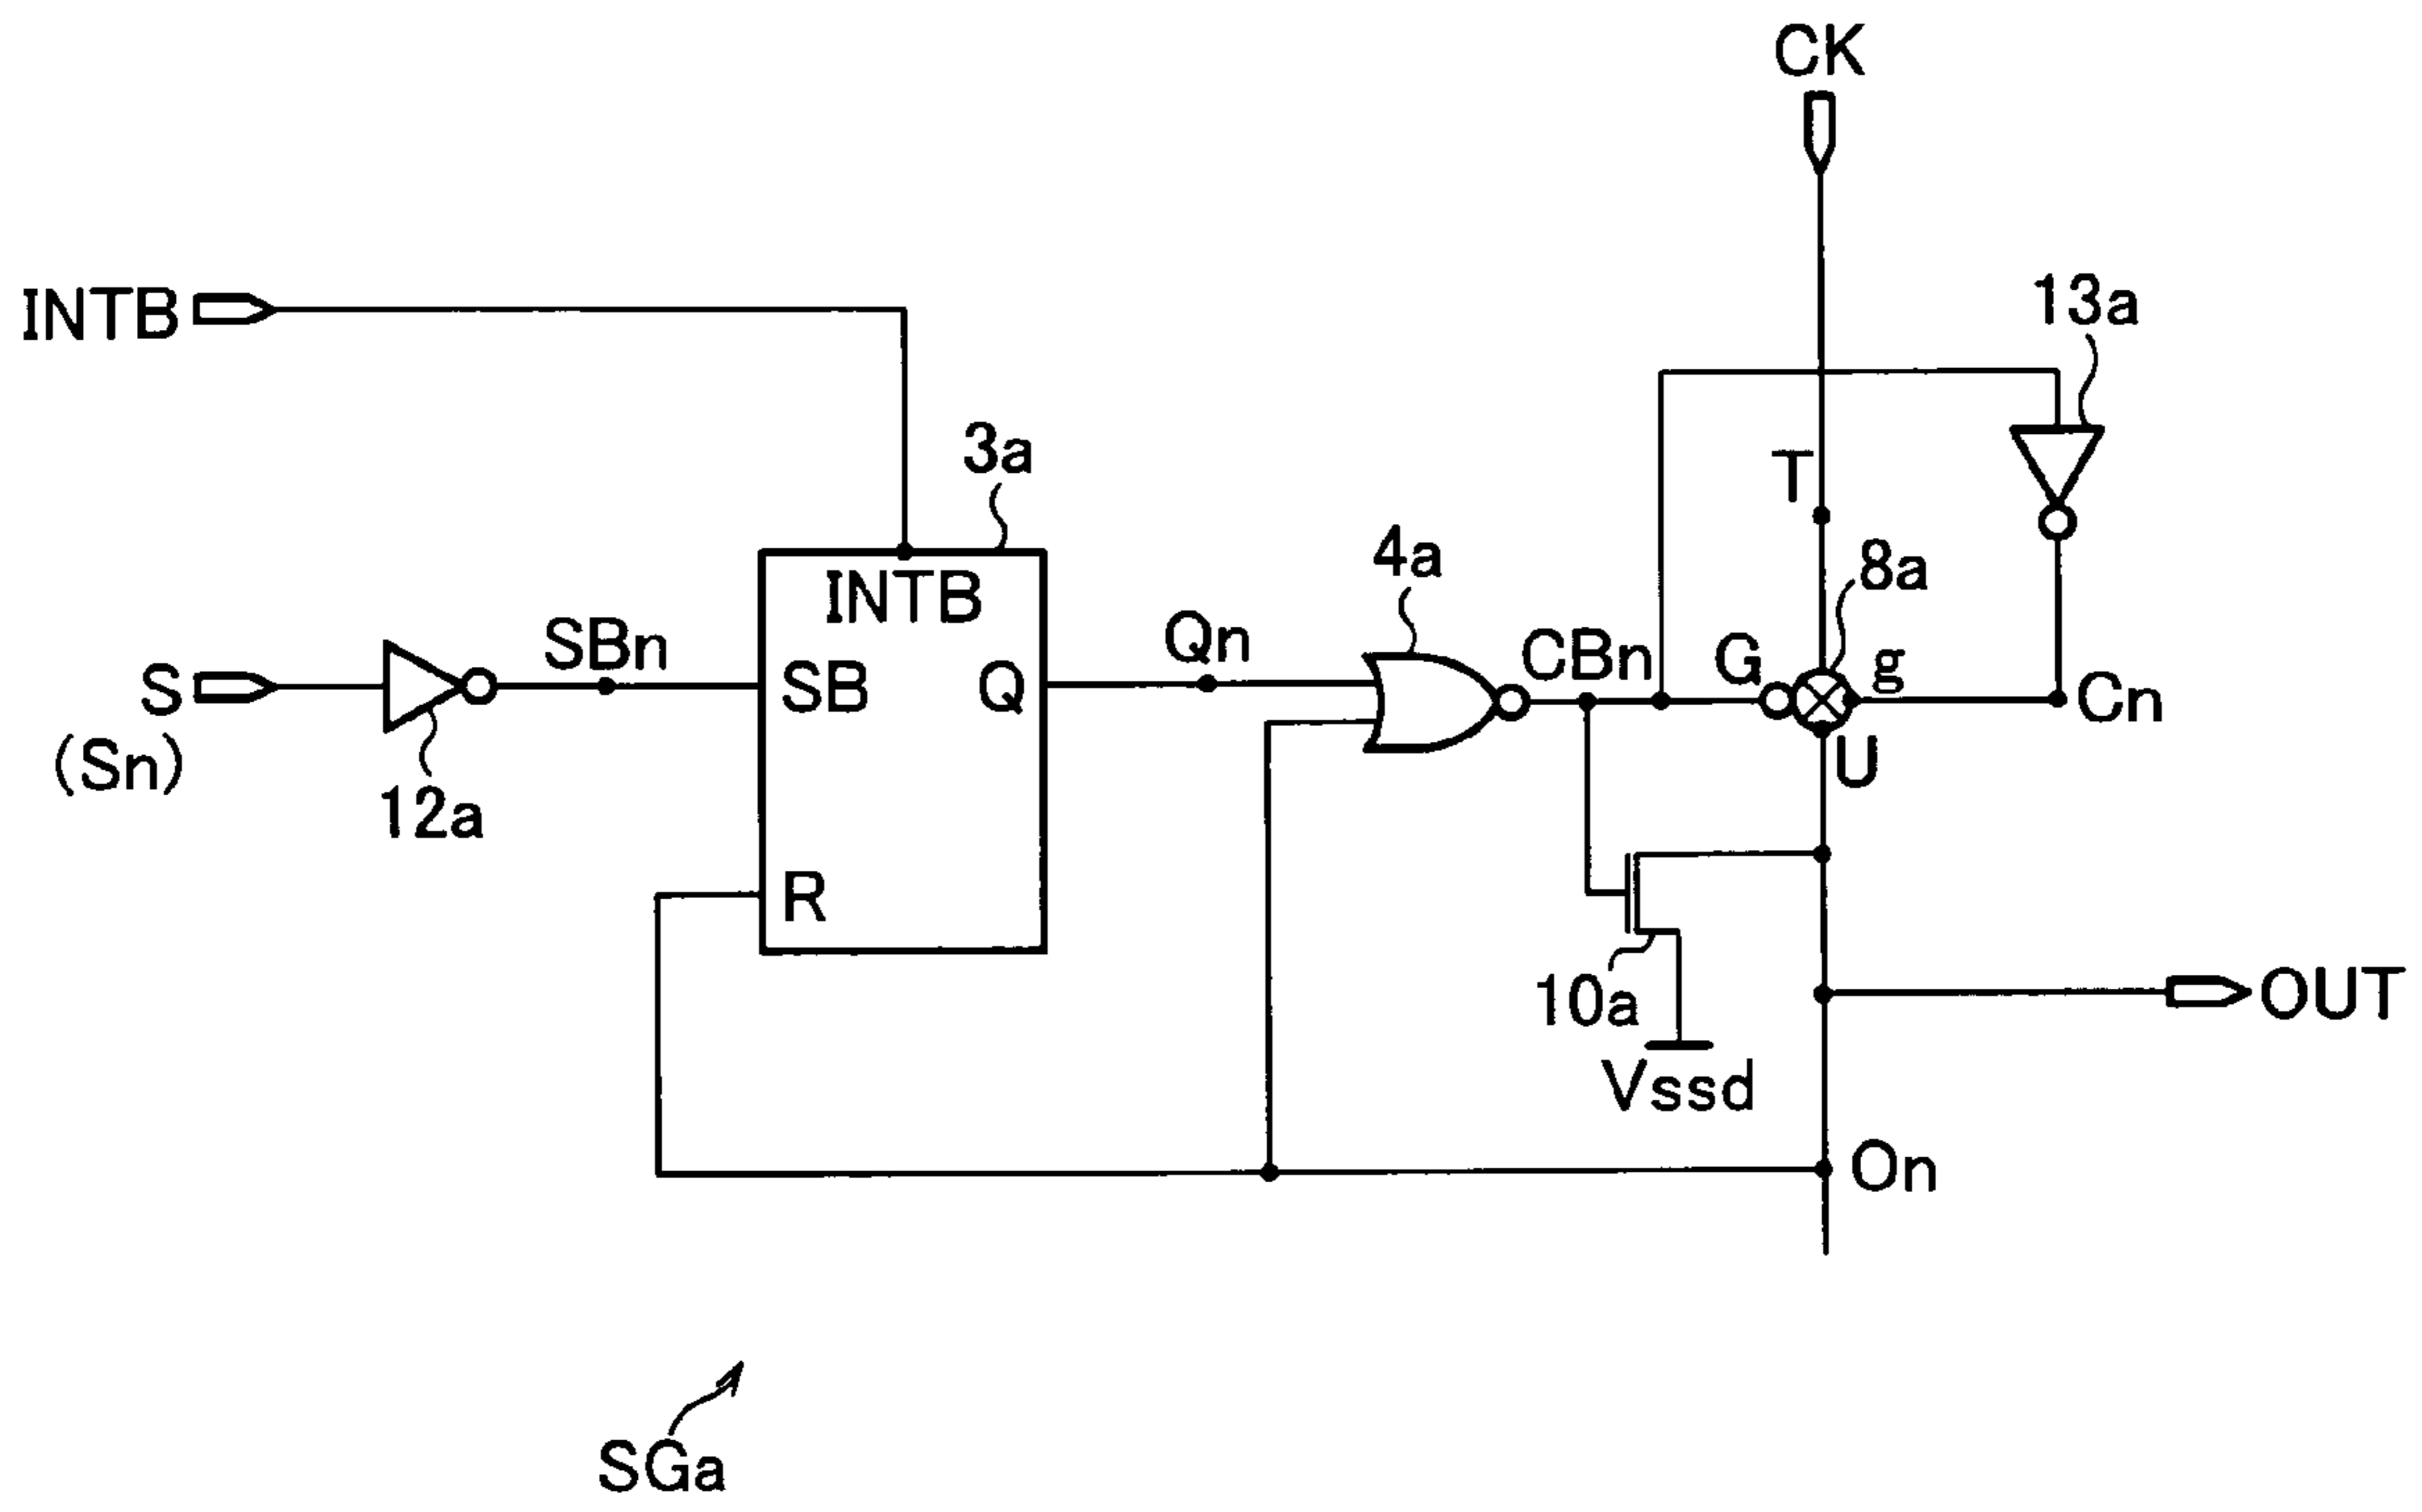 CK
INTB
13a
3a
T
4a
8a
INTB
SBn
Qn
CBn
G
g
S
SB
Q
Cn
(Sn)
U
12a
R
10a
OUT
Vssd
On
SGa